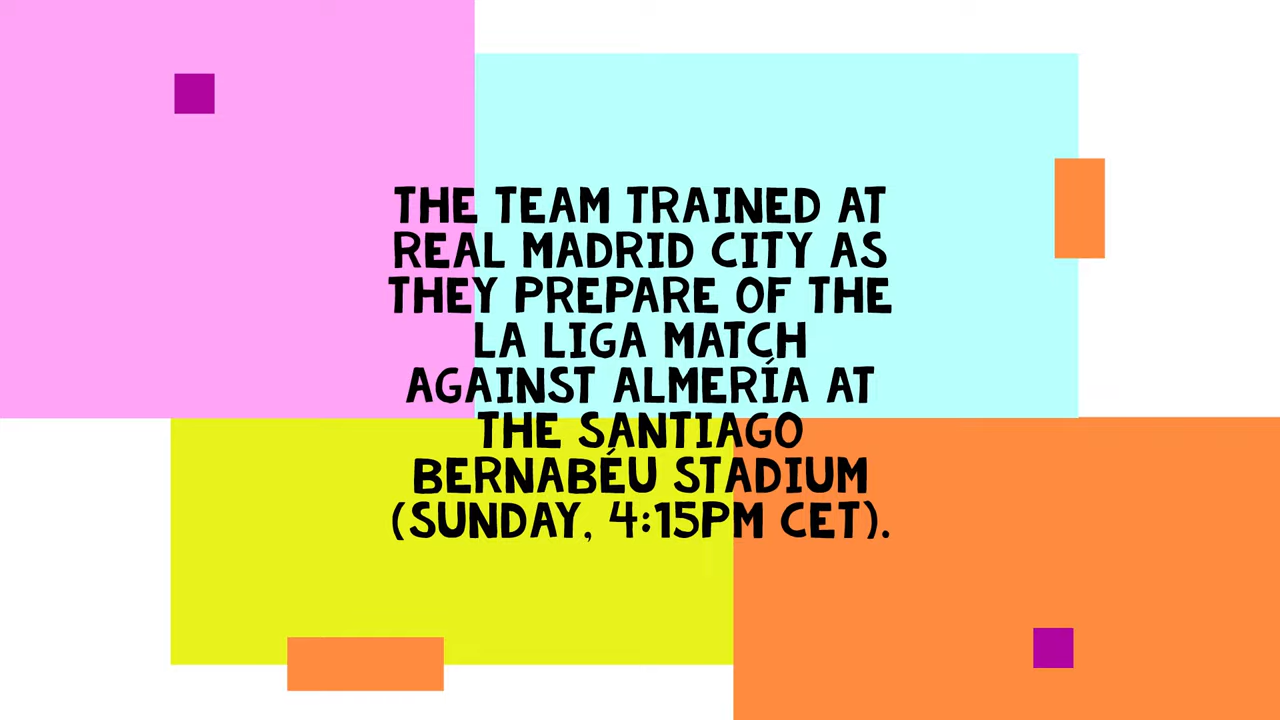 THE TEAM TRAINED AT
REAL MADRID CITY AS
THEY PREPARE OF THE
LA LIGA MATCH
AGAINST ALMERÍA AT
THE SANTIAGO
BERNABÉU STADIUM
(SUNDAY, 4:15PM CET).